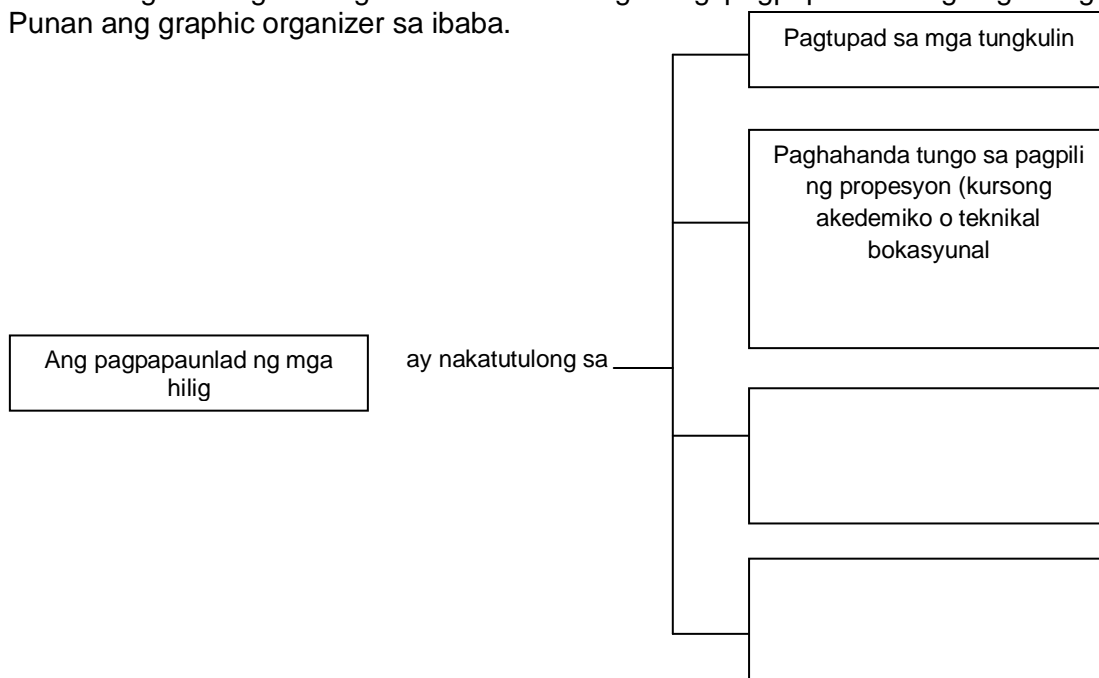 Punan ang graphic organizer sa ibaba.
Pagtupad sa mga tungkulin
Paghahanda tungo sa pagpili
ng propesyon (kursong
akedemiko o teknikal
bokasyunal
Ang pagpapaunlad ng mga
hilig
ay nakatutulong sa